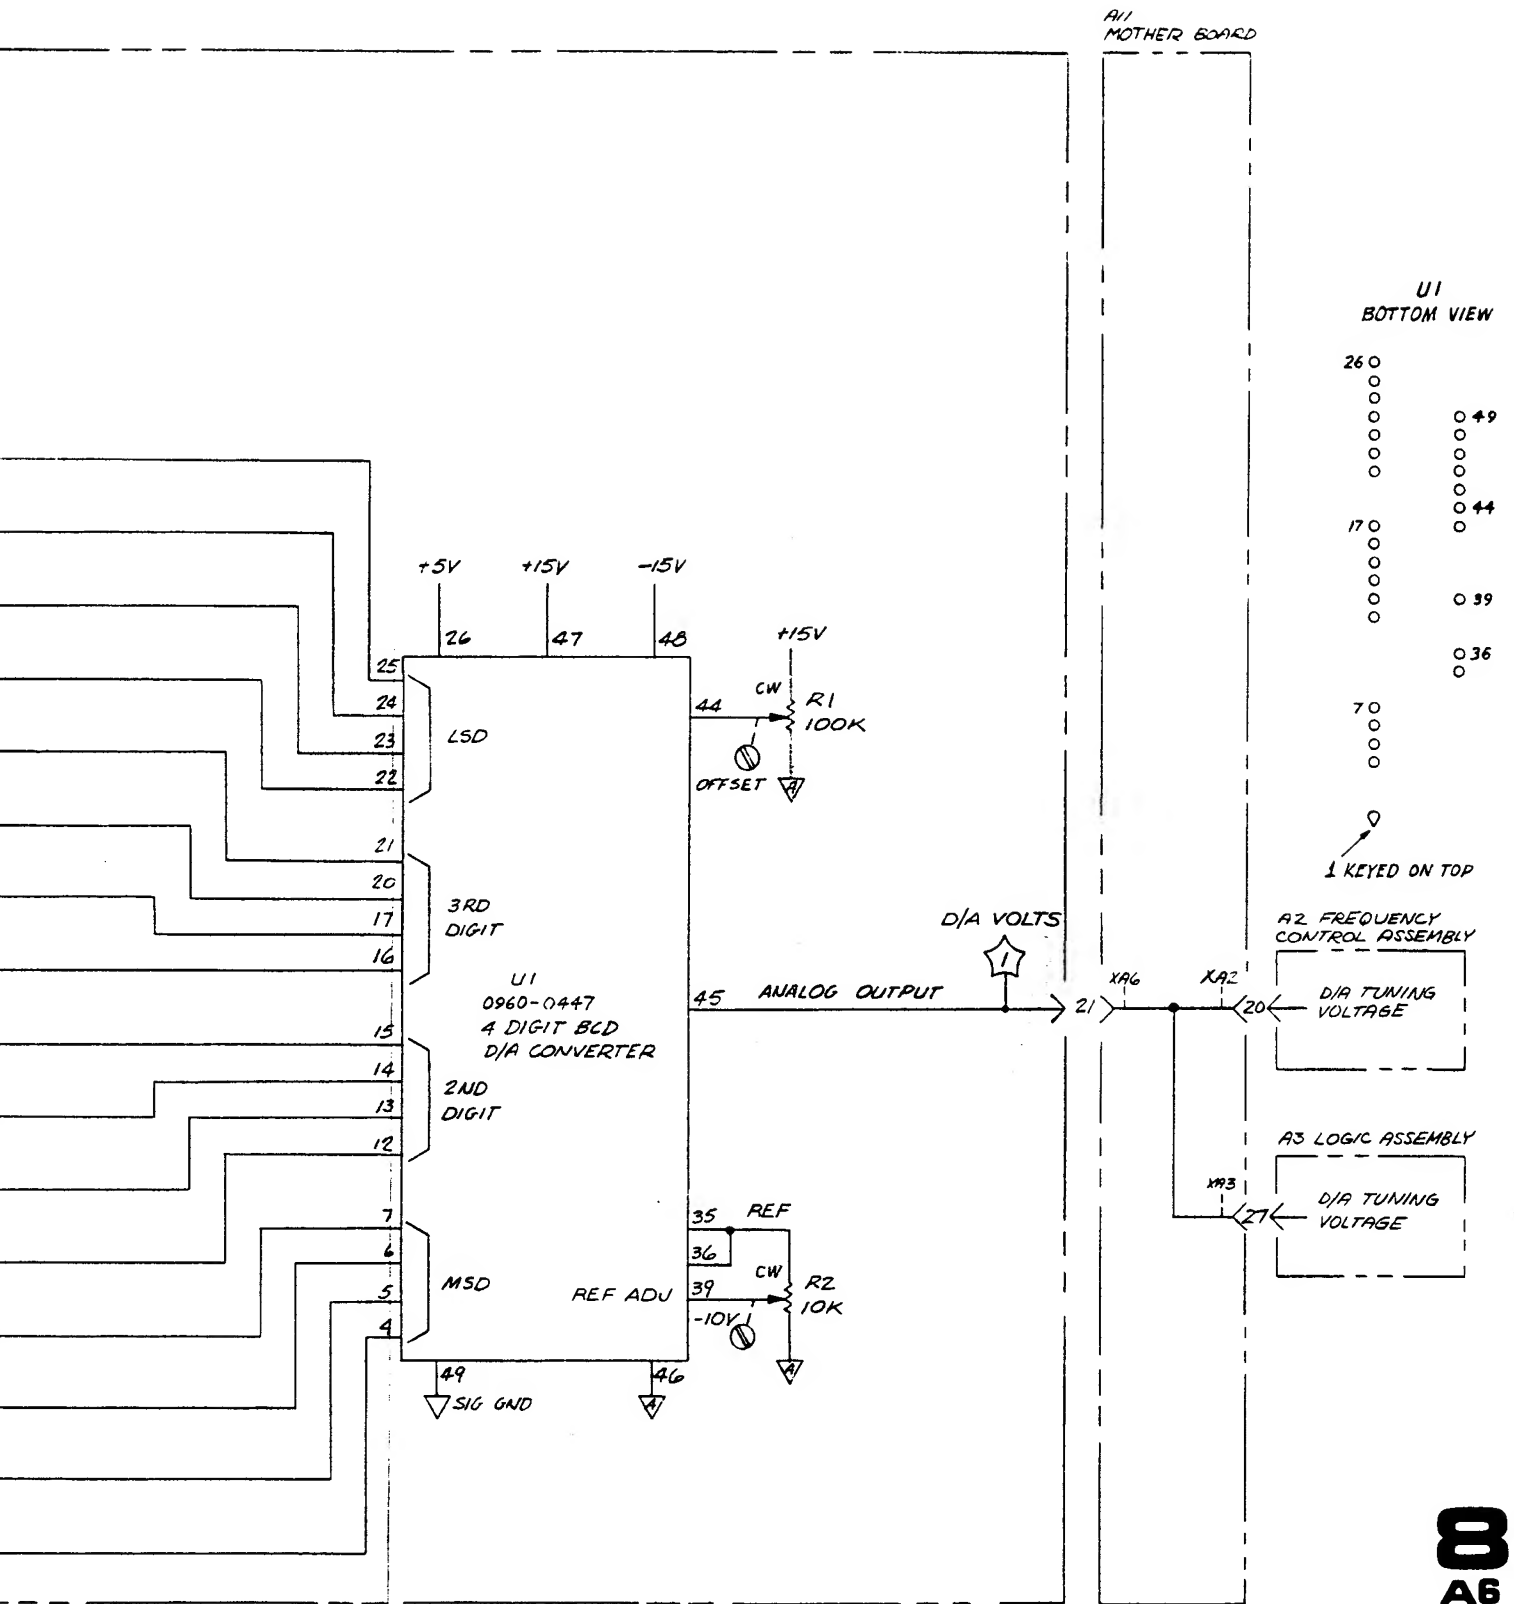 A11
MOTHER BOARD
U1
BOTTOM VIEW
26
49
44
17
39
36
7
1 KEYED ON TOP
+5V
+15V
-15V
26
47
48
+15V
25
24
23
22
LSD
44
CW
R1
100K
OFFSET
A
21
20
17
16
3RD
DIGIT
U1
0960-0447
4 DIGIT BCD
D/A CONVERTER
45
ANALOG OUTPUT
D/A VOLTS
1
21
XA6
XA2
20
A2 FREQUENCY
CONTROL ASSEMBLY
D/A TUNING
VOLTAGE
15
14
13
12
2ND
DIGIT
A3 LOGIC ASSEMBLY
XA3
27
D/A TUNING
VOLTAGE
7
6
5
4
MSD
35
REF
36
REF ADJ
39
CW
R2
10K
-10V
A
49
SIG GND
46
A
8
A6